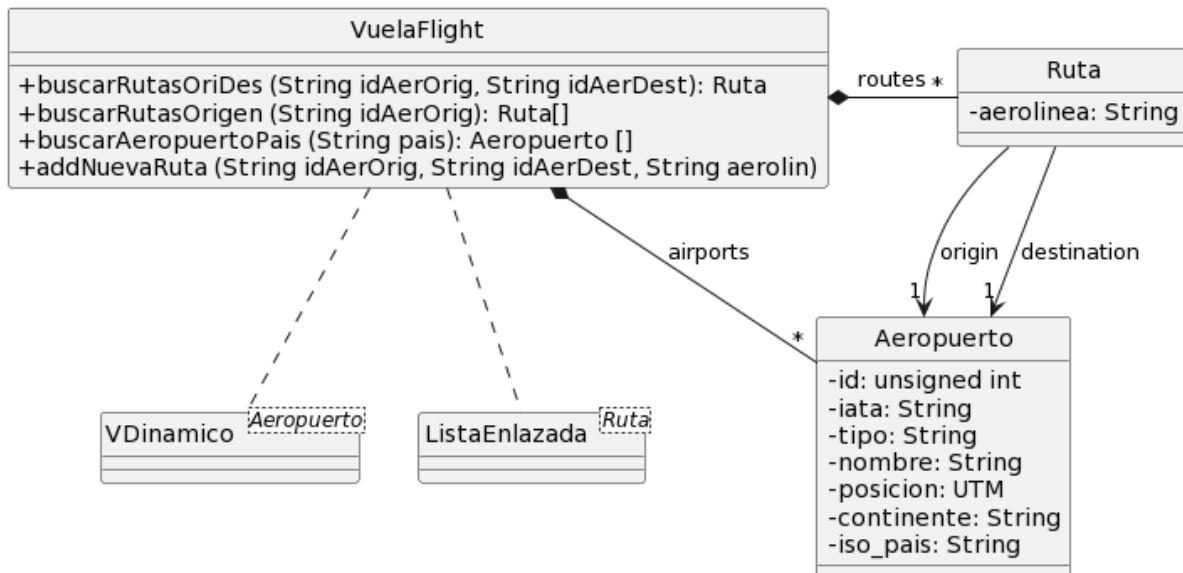 VuelaFlight
+buscarRutasOriDes (String idAerOrig, String idAerDest): Ruta
+buscarRutasOrigen (String idAerOrig): Ruta[]
+buscarAeropuertoPais (String pais): Aeropuerto []
+addNuevaRuta (String idAerOrig, String idAerDest, String aerolin)
routes *
Ruta
-aerolinea: String
airports
*
origin
destination
1
1
Aeropuerto
-id: unsigned int
-iata: String
-tipo: String
-nombre: String
-posicion: UTM
-continente: String
-iso_pais: String
VDinamico
Aeropuerto
ListaEnlazada
Ruta